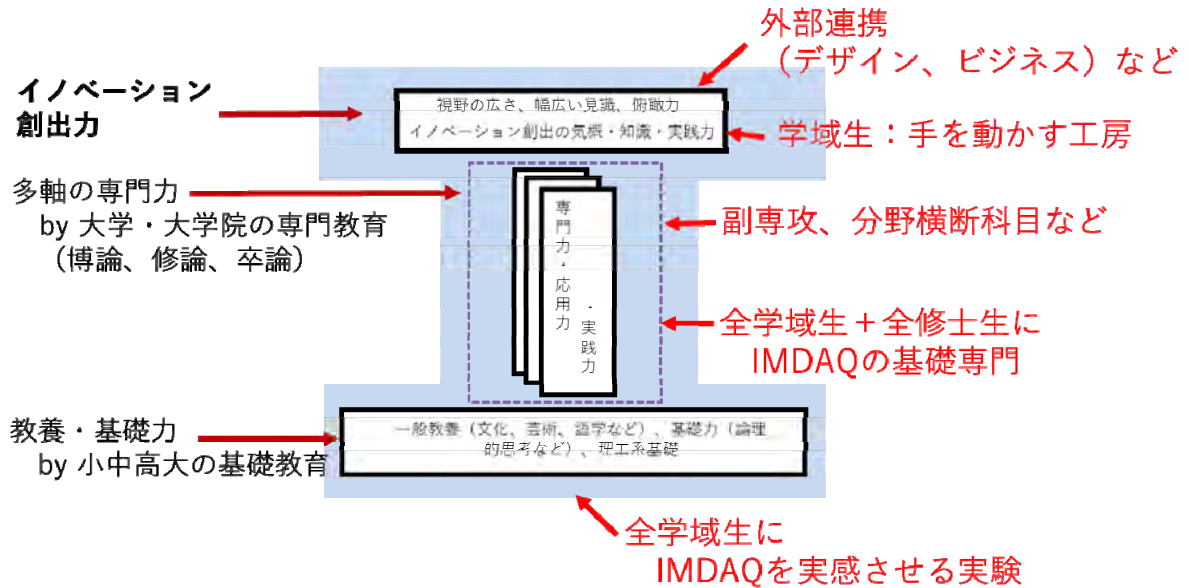 外部連携
（デザイン、ビジネス）など
イノベーション
創出力
視野の広さ、幅広い見識、俯瞰力
イノベーション創出の気概・知識・実践力
学域生：手を動かす工房
多軸の専門力
by 大学・大学院の専門教育
（博論、修論、卒論）
専門力・応用力
・実践力
副専攻、分野横断科目など
全学域生＋全修士生に
IMDAQの基礎専門
教養・基礎力
by 小中高大の基礎教育
一般教養（文化、芸術、語学など）、基礎力（論理
的思考など）、理工系基礎
全学域生に
IMDAQを実感させる実験